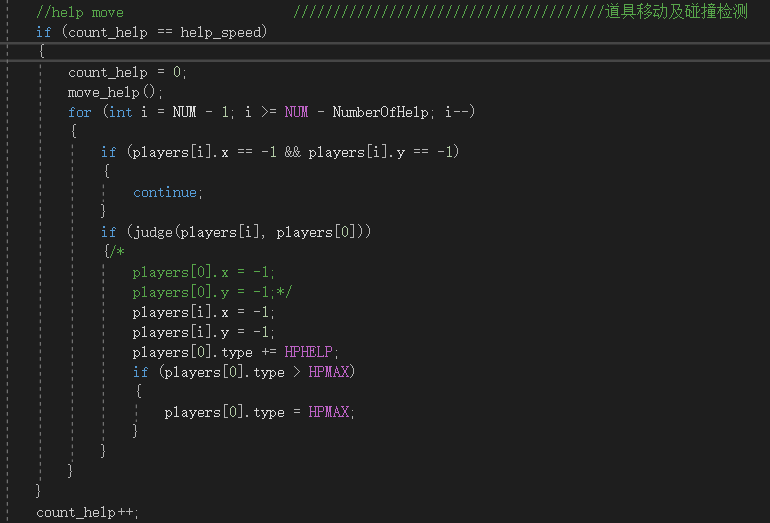 //help move ///////////////////////////////////////道具移动及碰撞检测
if (count_help == help_speed)
{
count_help = 0;
move_help();
for (int i = NUM - 1; i >= NUM - NumberOfHelp; i--)
{
if (players[i].x == -1 && players[i].y == -1)
{
continue;
}
if (judge(players[i], players[0]))
{/*
players[0].x = -1;
players[0].y = -1;*/
players[i].x = -1;
players[i].y = -1;
players[0].type += HPHELP;
if (players[0].type > HPMAX)
{
players[0].type = HPMAX;
}
}
}
}
count_help++;